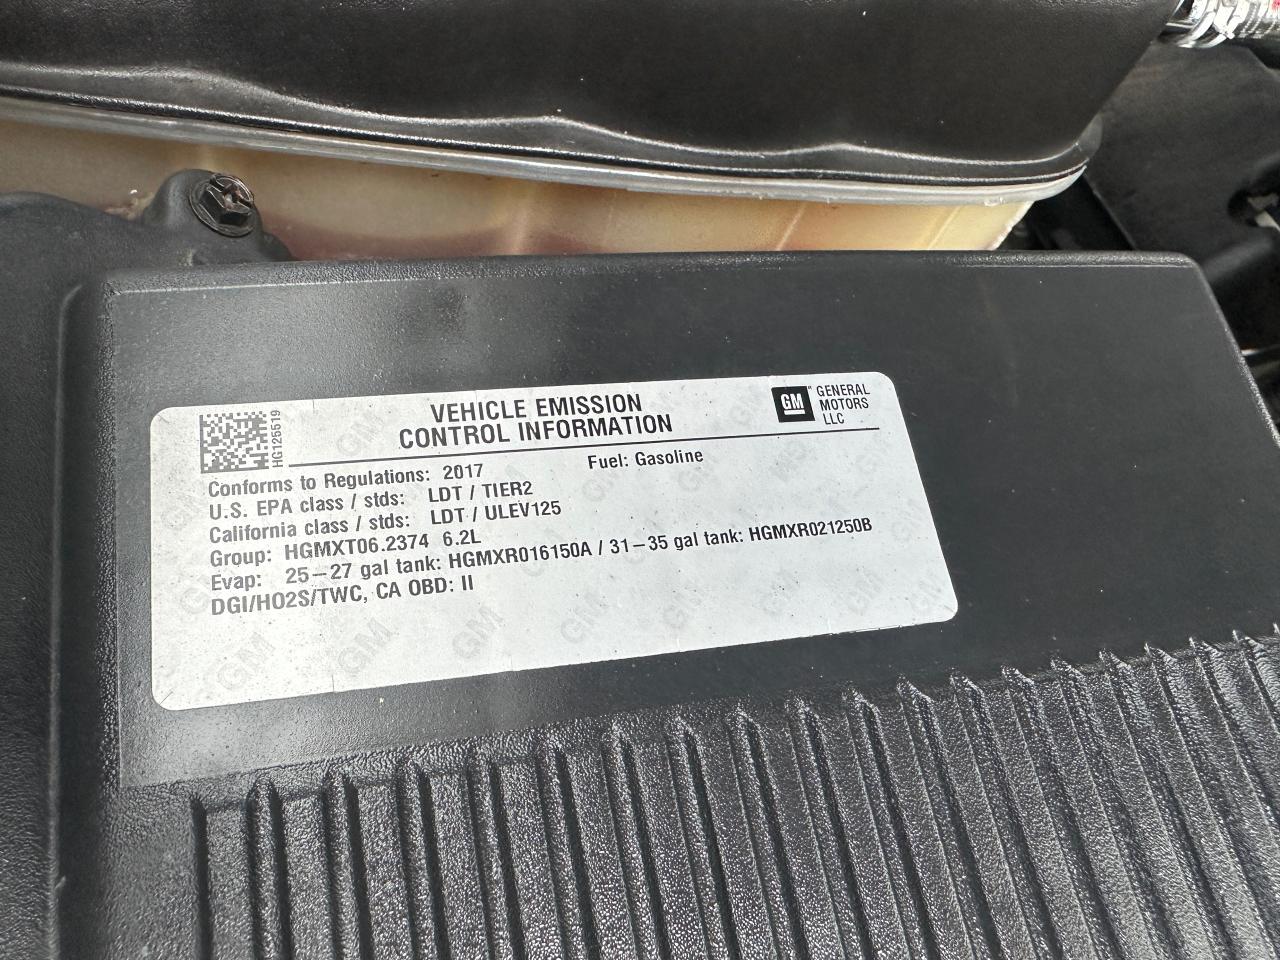 HG125519
VEHICLE EMISSION
CONTROL INFORMATION
GM
GENERAL
MOTORS
LLC
Conforms to Regulations: 2017 Fuel: Gasoline
U.S. EPA class / stds: LDT / TIER2
California class / stds: LDT / ULEV125
Group: HGMXT06.2374 6.2L
Evap: 25–27 gal tank: HGMXR016150A / 31–35 gal tank: HGMXR021250B
DGI/HO2S/TWC, CA OBD: II